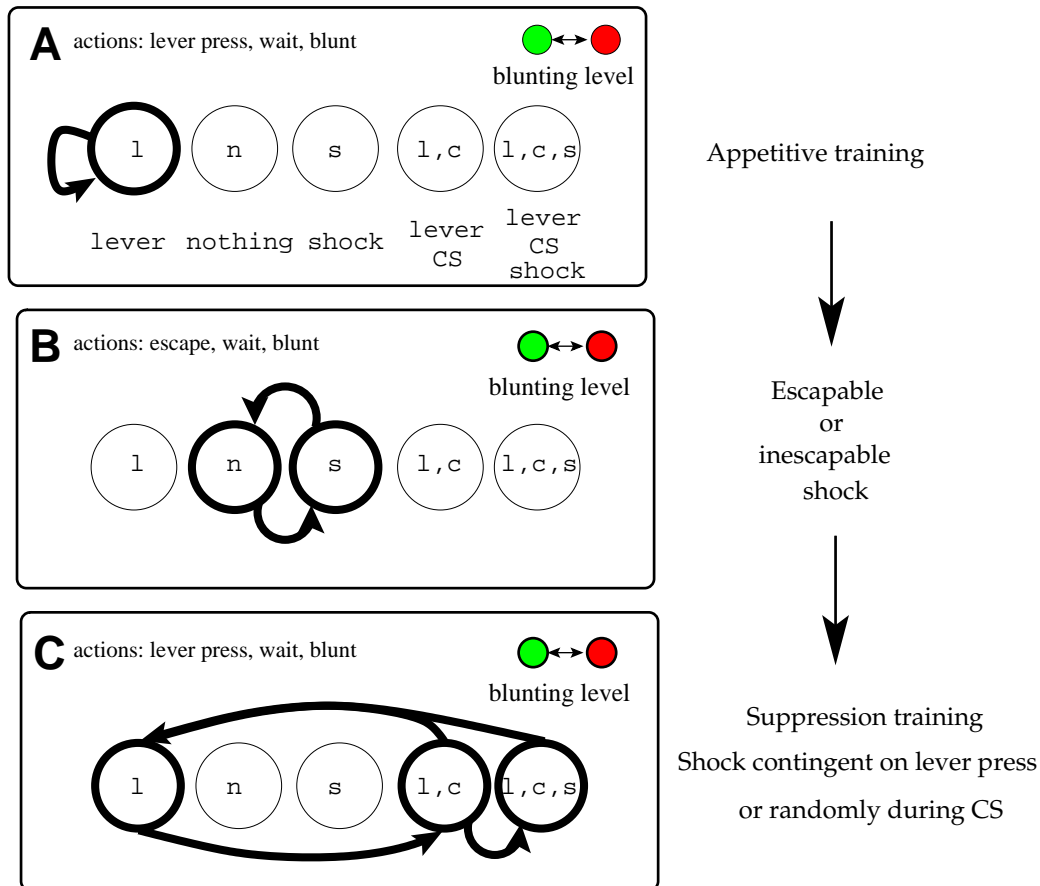 A actions: lever press, wait, blunt
blunting level
l n s l,c l,c,s
lever nothing shock lever CS lever CS shock
Appetitive training
B actions: escape, wait, blunt
blunting level
l n s l,c l,c,s
Escapable
or
inescapable
shock
C actions: lever press, wait, blunt
blunting level
l n s l,c l,c,s
Suppression training
Shock contingent on lever press
or randomly during CS